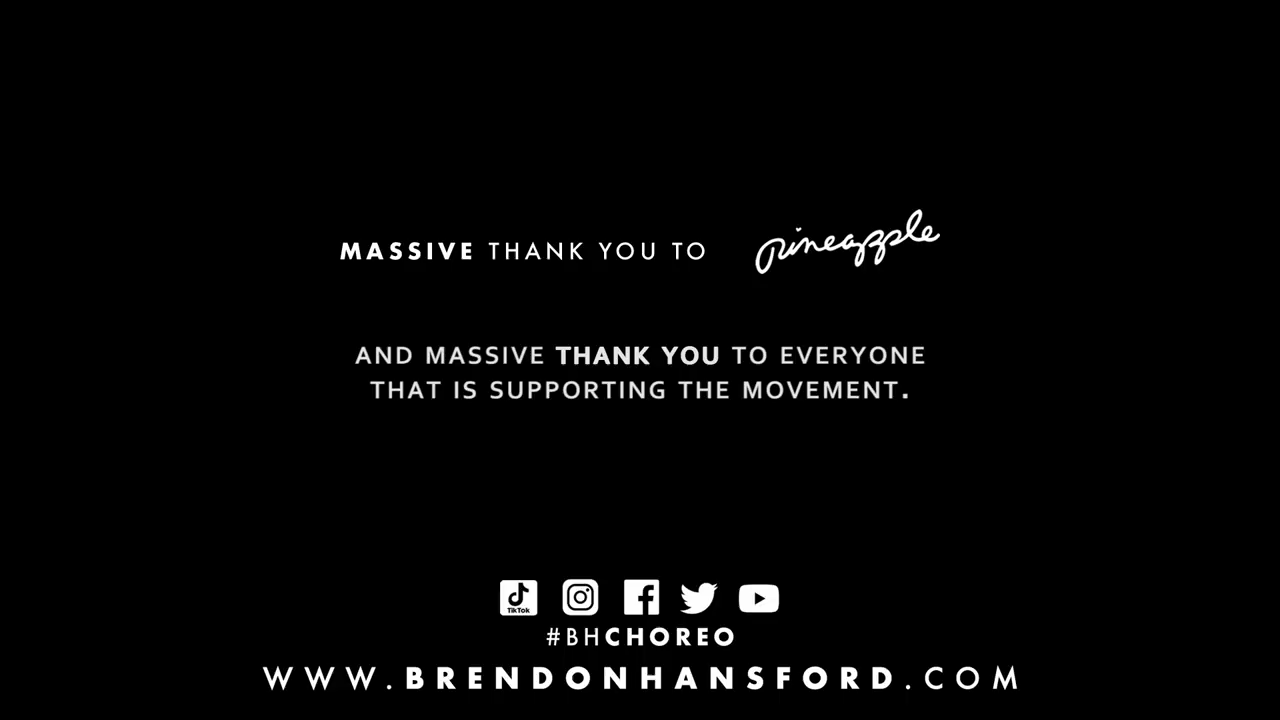 MASSIVE THANK YOU TO pineapple
AND MASSIVE THANK YOU TO EVERYONE
THAT IS SUPPORTING THE MOVEMENT.
TikTok
#BHCHOREO
WWW.BRENDONHANSFORD.COM